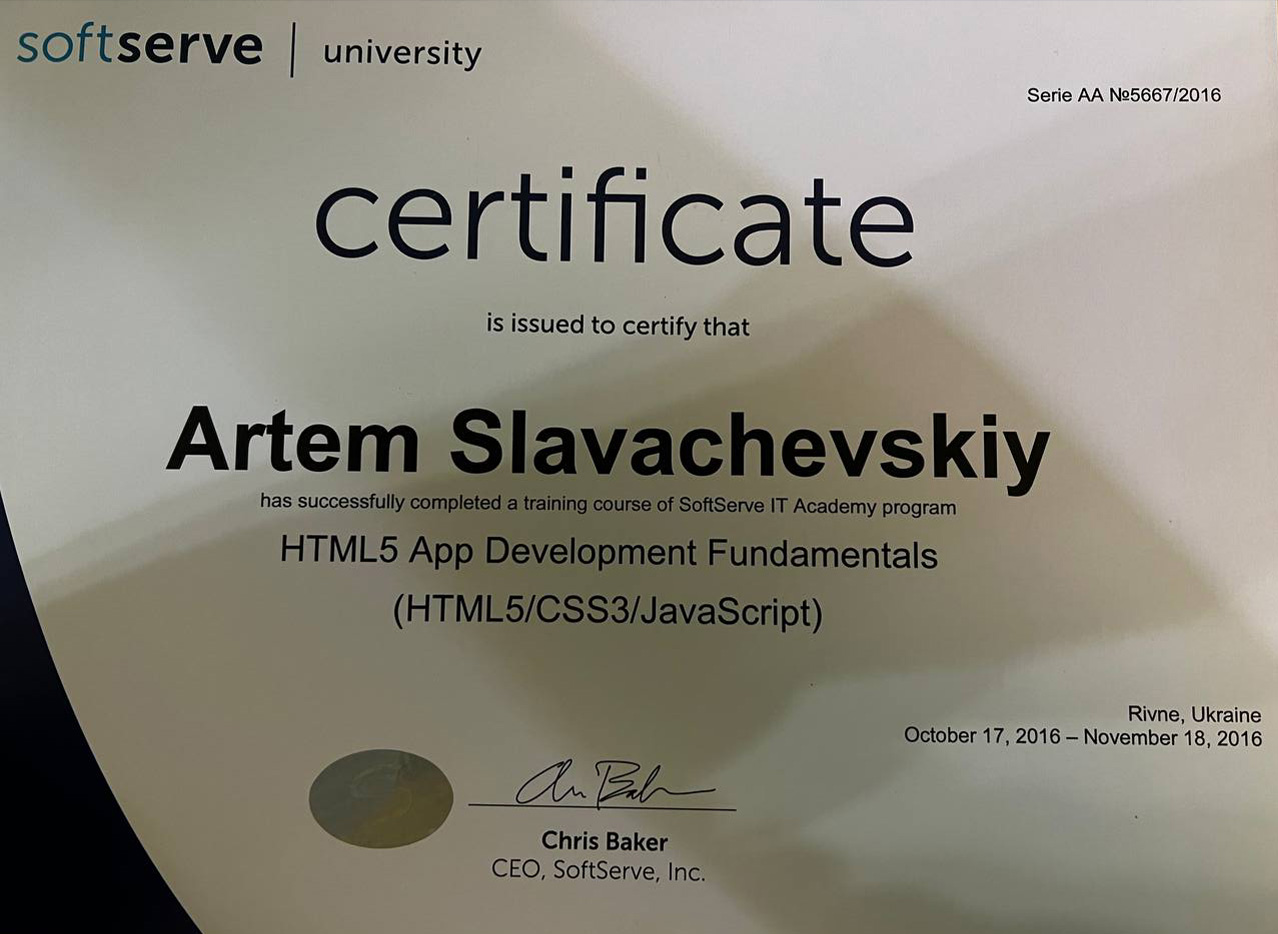 softserve | university
Serie AA №5667/2016
certificate
is issued to certify that
Artem Slavachevskiy
has successfully completed a training course of SoftServe IT Academy program
HTML5 App Development Fundamentals
(HTML5/CSS3/JavaScript)
Rivne, Ukraine
October 17, 2016 – November 18, 2016
Chris Baker
CEO, SoftServe, Inc.